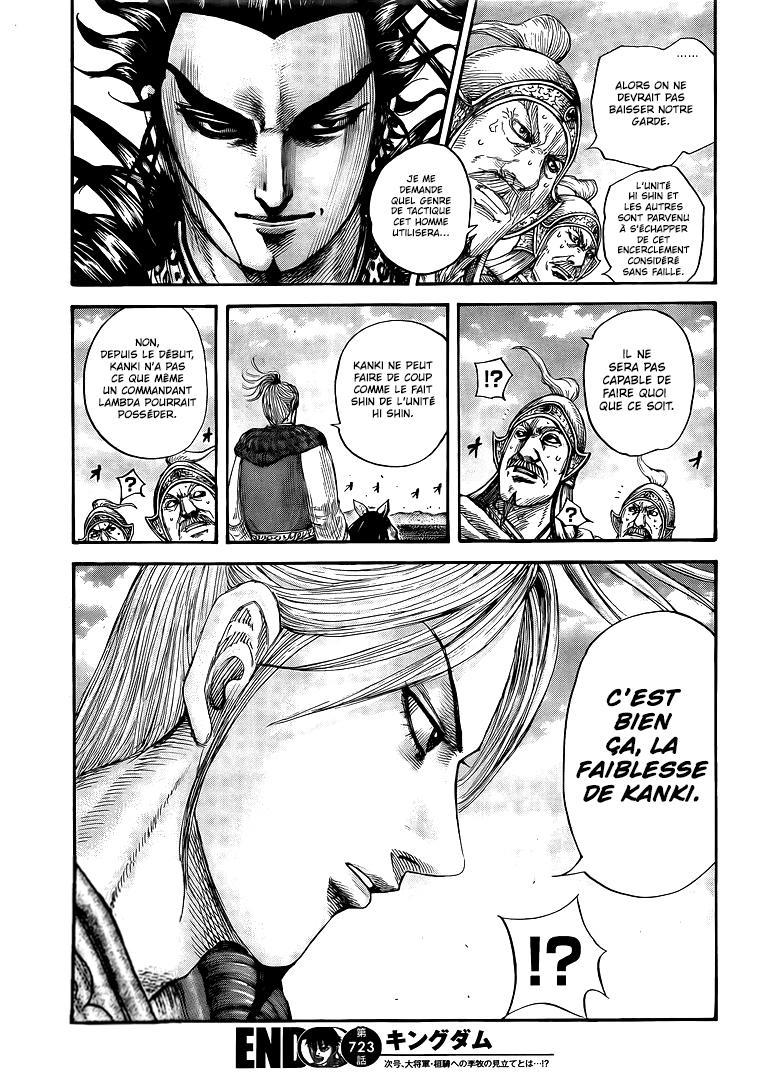 ……
ALORS ON NE
DEVRAIT PAS
BAISSER NOTRE
GARDE.
L'UNITÉ
HI SHIN ET
LES AUTRES
SONT PARVENU
À S'ÉCHAPPER
DE CET
ENCERCLEMENT
CONSIDÉRÉ
SANS FAILLE.
JE ME
DEMANDE
QUEL GENRE
DE TACTIQUE
CET HOMME
UTILISERA...
IL NE
SERA PAS
CAPABLE DE
FAIRE QUOI
QUE CE SOIT.
!?
?
KANKI NE PEUT
FAIRE DE COUP
COMME LE FAIT
SHIN DE L'UNITÉ
HI SHIN.
NON,
DEPUIS LE DÉBUT,
KANKI N'A PAS
CE QUE MÊME
UN COMMANDANT
LAMBDA POURRAIT
POSSÉDER.
?
C'EST
BIEN
ÇA, LA
FAIBLESSE
DE KANKI.
!?
END 第723話 キングダム
次号、大将軍・桓騎への李牧の見立てとは…!?